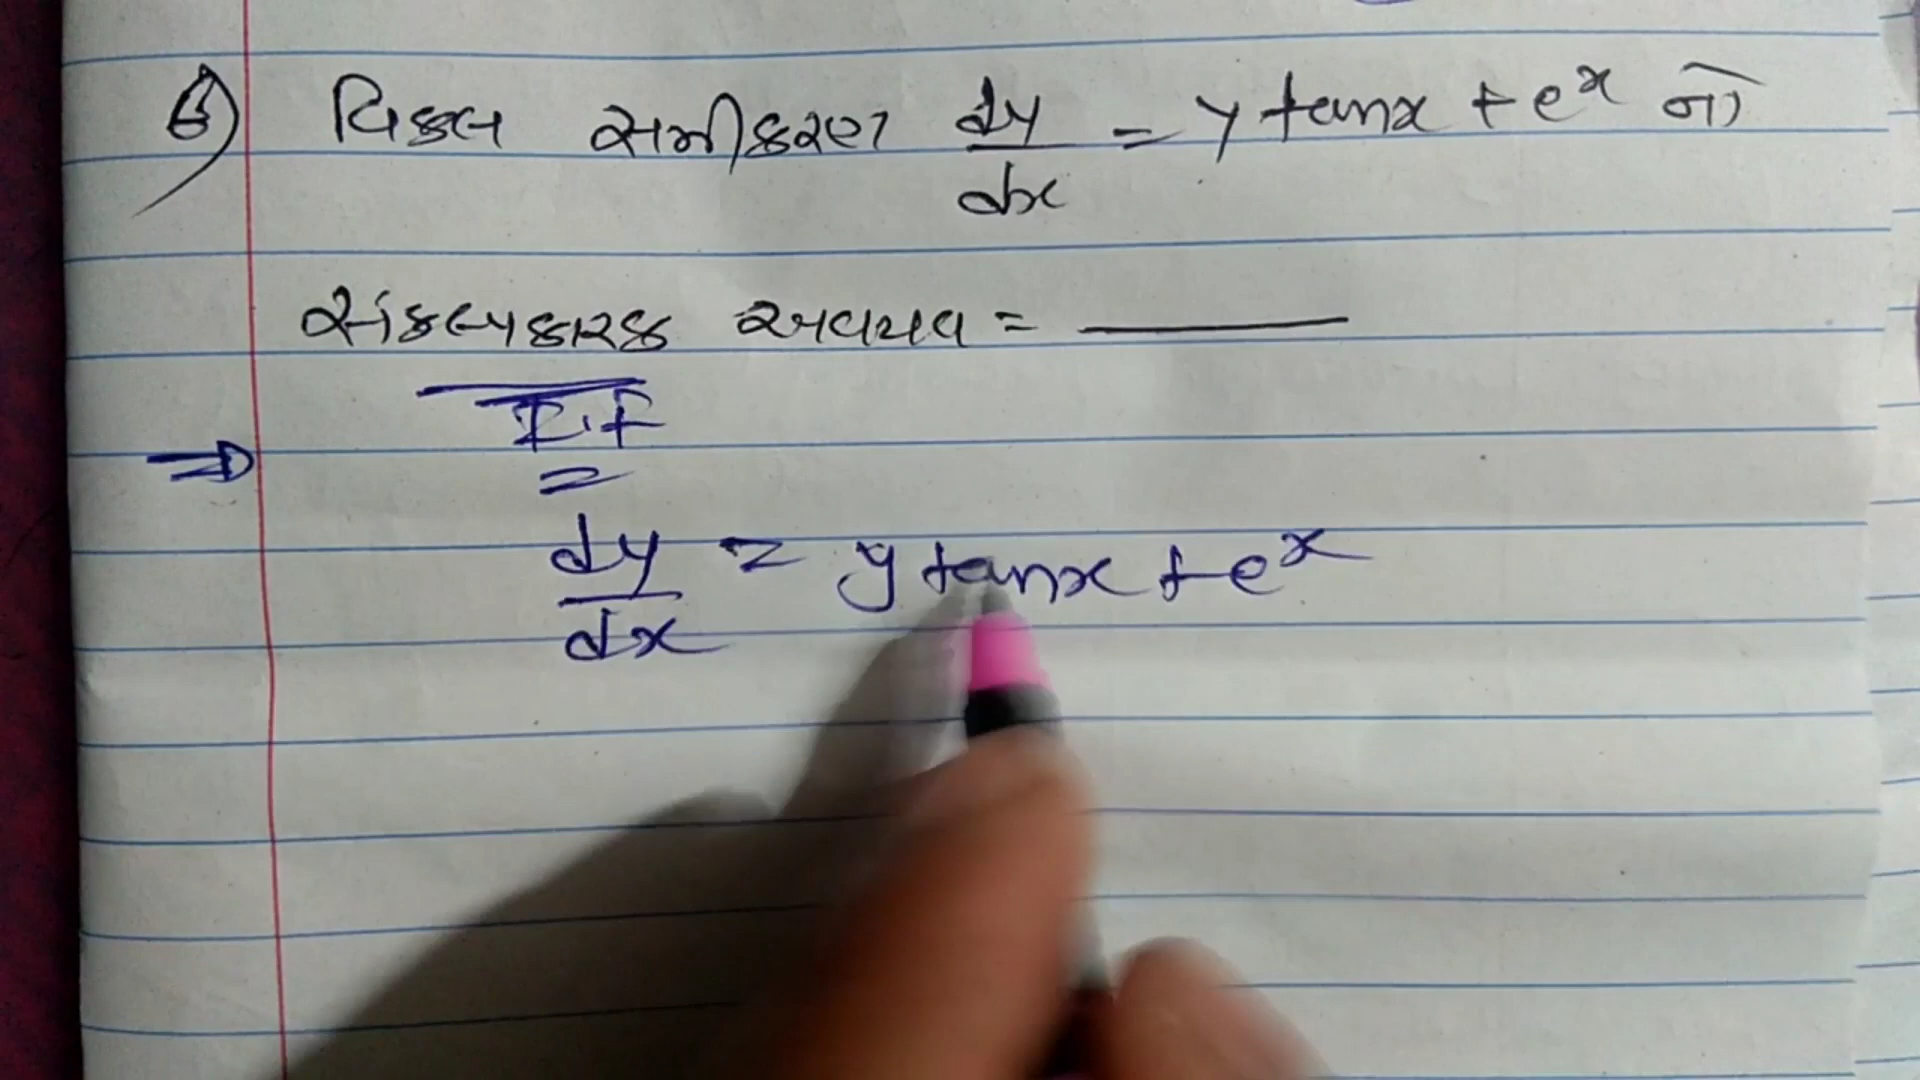 6) વિકલ સમીકરણ dy/dx = y tanx + e^x નો
સંકલ્યકારક અવયવ = ______
I.F
⇒ =
dy/dx = y tanx + e^x